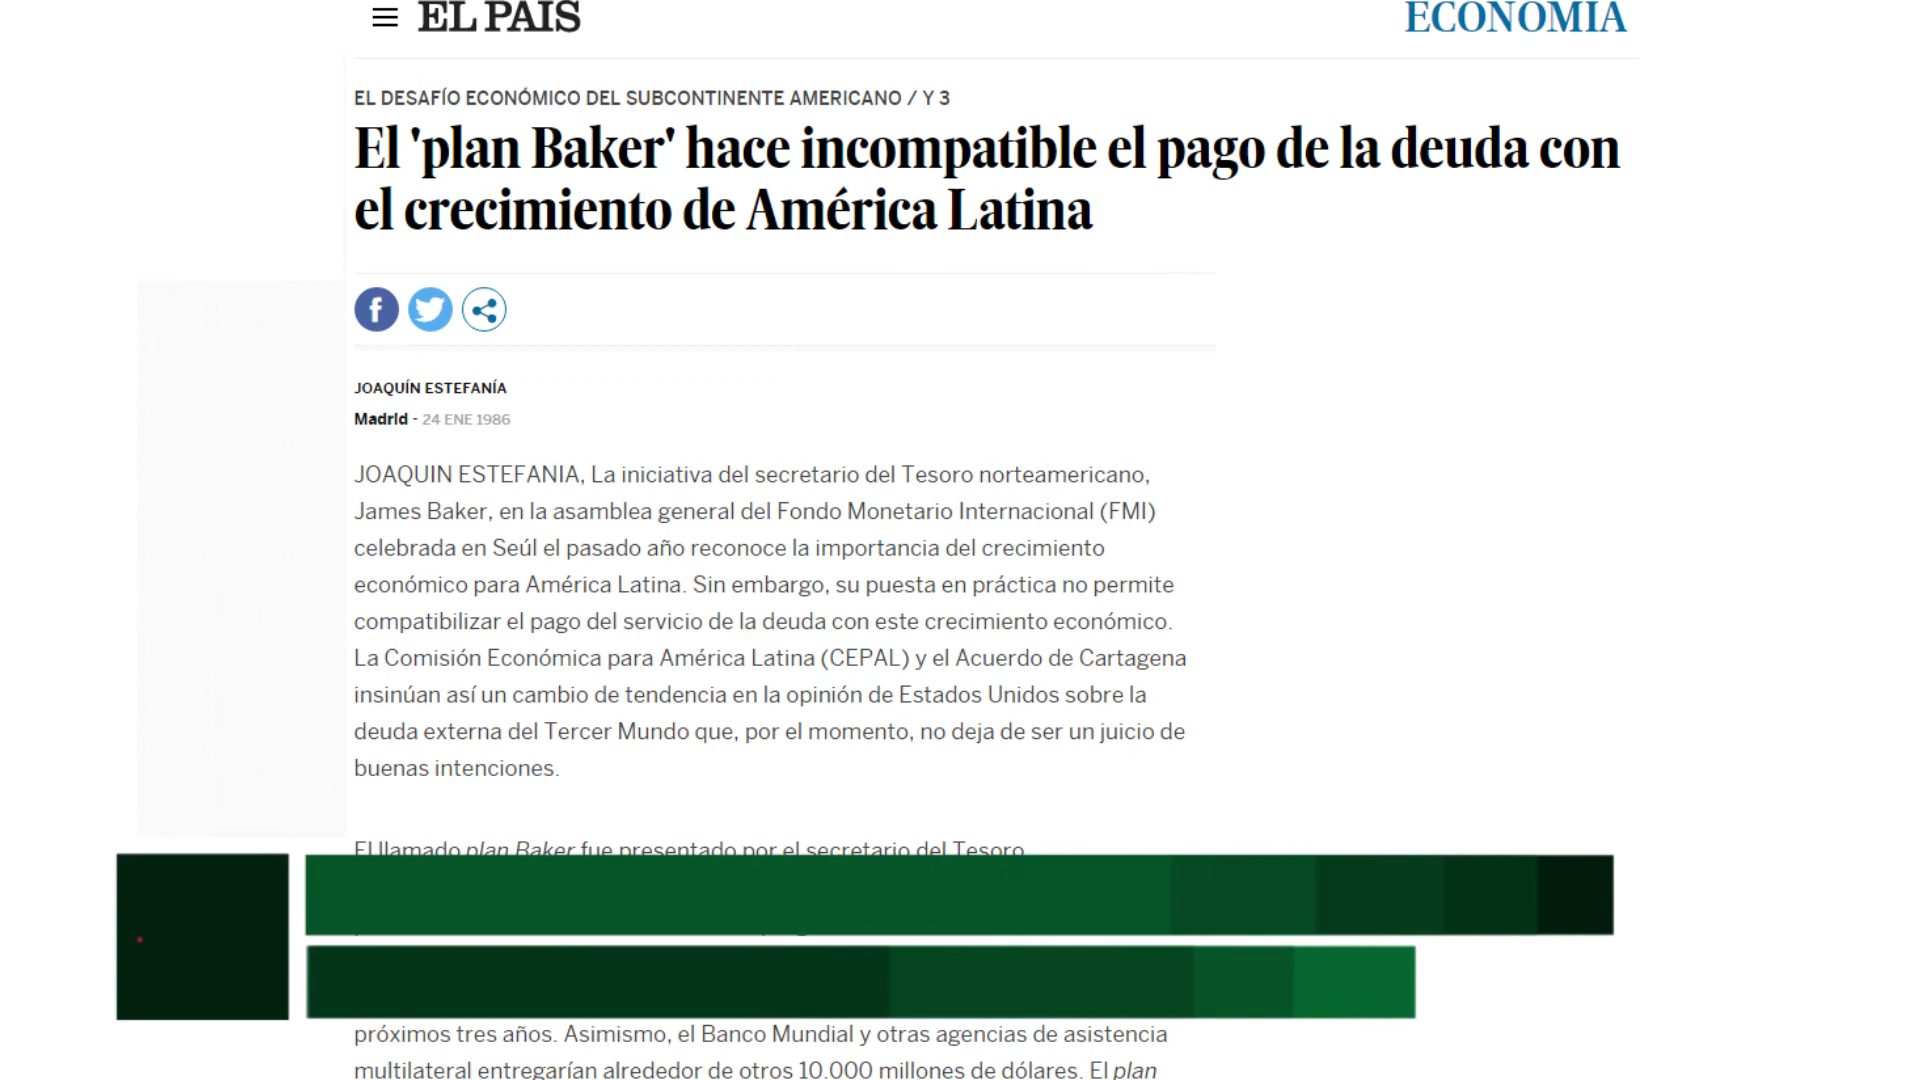 EL PAIS
ECONOMIA
EL DESAFÍO ECONÓMICO DEL SUBCONTINENTE AMERICANO / Y 3
El 'plan Baker' hace incompatible el pago de la deuda con
el crecimiento de América Latina
JOAQUÍN ESTEFANÍA
Madrid - 24 ENE 1986
JOAQUIN ESTEFANIA, La iniciativa del secretario del Tesoro norteamericano,
James Baker, en la asamblea general del Fondo Monetario Internacional (FMI)
celebrada en Seúl el pasado año reconoce la importancia del crecimiento
económico para América Latina. Sin embargo, su puesta en práctica no permite
compatibilizar el pago del servicio de la deuda con este crecimiento económico.
La Comisión Económica para América Latina (CEPAL) y el Acuerdo de Cartagena
insinúan así un cambio de tendencia en la opinión de Estados Unidos sobre la
deuda externa del Tercer Mundo que, por el momento, no deja de ser un juicio de
buenas intenciones.
El llamado plan Baker fue presentado por el secretario del Tesoro
próximos tres años. Asimismo, el Banco Mundial y otras agencias de asistencia
multilateral entregarían alrededor de otros 10.000 millones de dólares. El plan